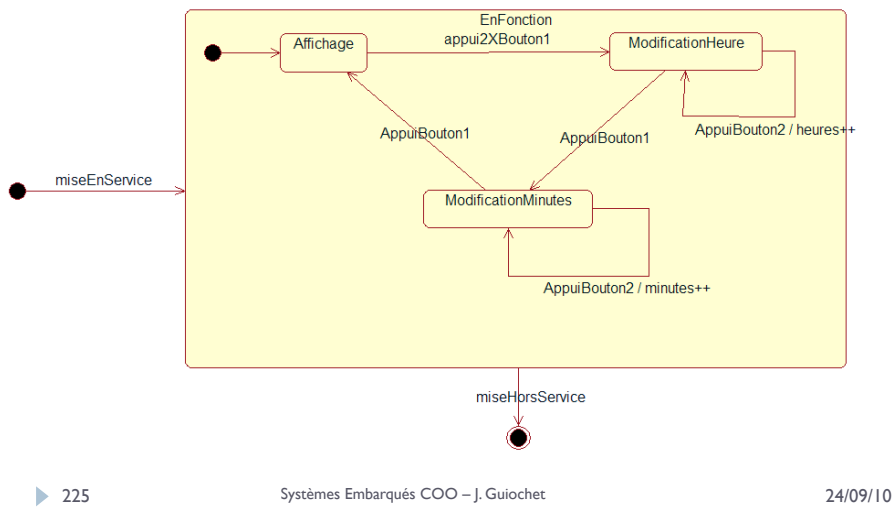 EnFonction
appui2XBouton1
Affichage
ModificationHeure
AppuiBouton1
AppuiBouton1
AppuiBouton2 / heures++
miseEnService
ModificationMinutes
AppuiBouton2 / minutes++
miseHorsService
225
Systèmes Embarqués COO – J. Guiochet
24/09/10